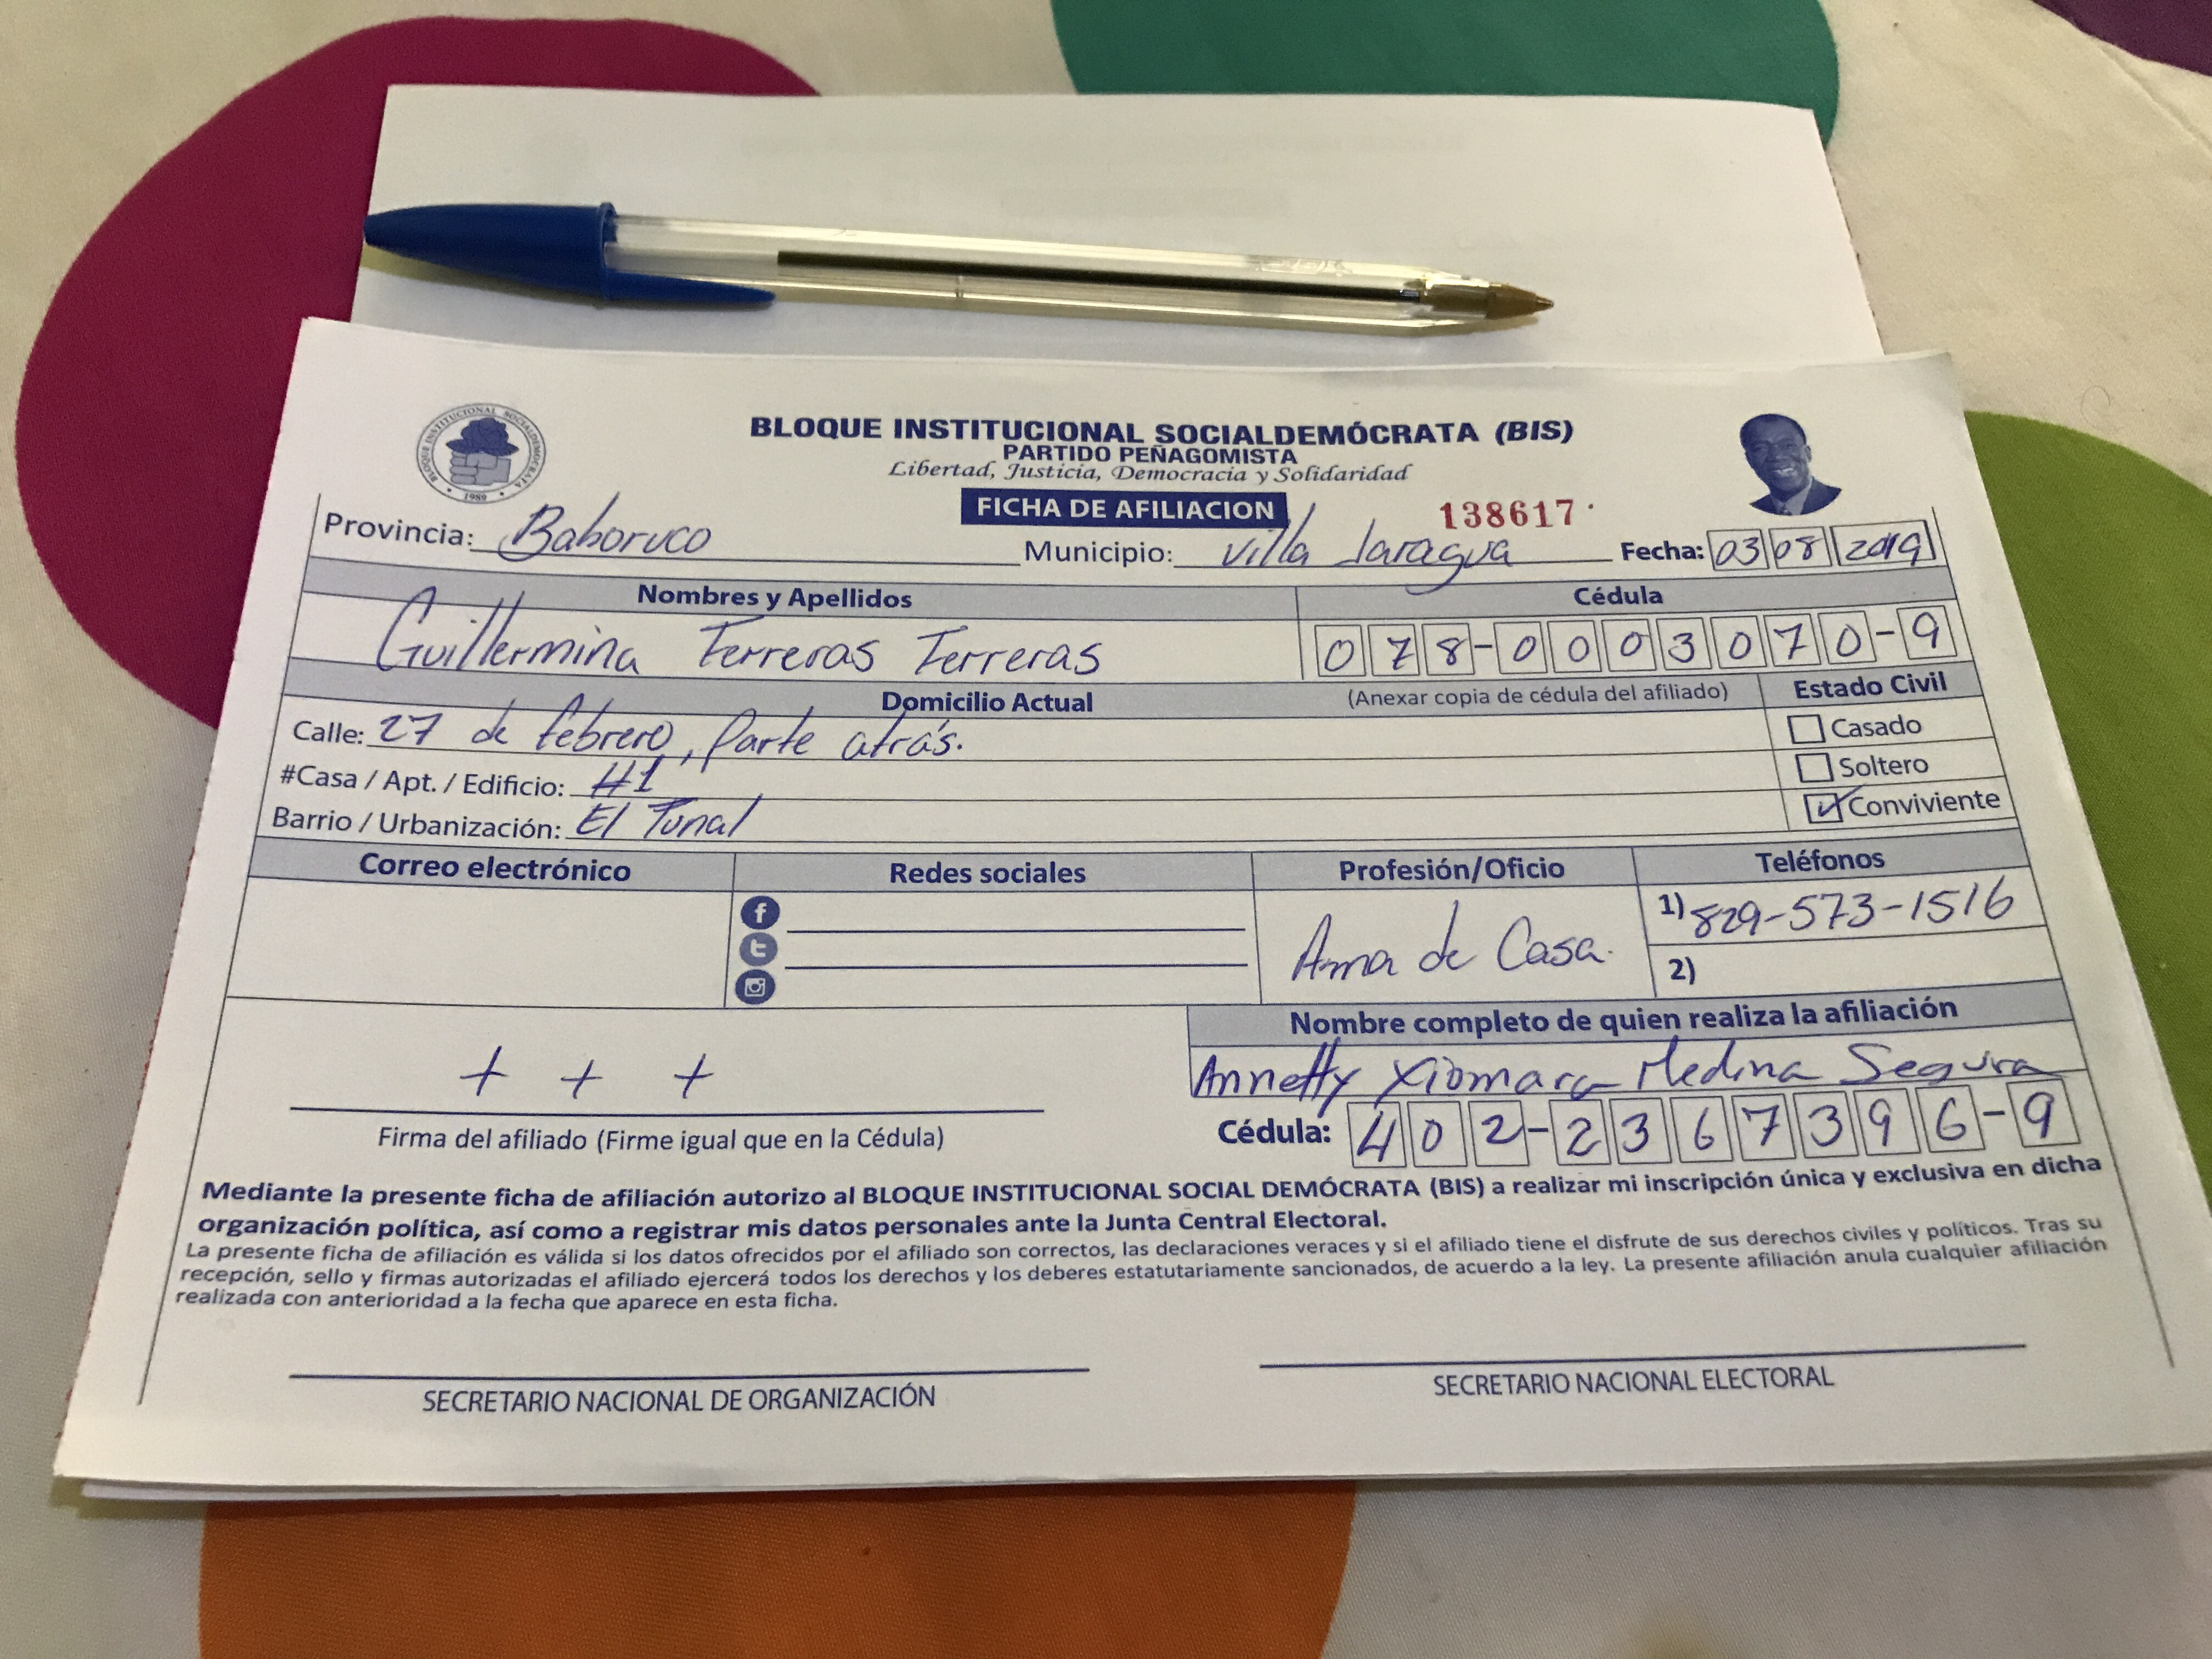 BLOQUE INSTITUCIONAL SOCIALDEMÓCRATA
1989
BLOQUE INSTITUCIONAL SOCIALDEMÓCRATA (BIS)
PARTIDO PEÑAGOMISTA
Libertad, Justicia, Democracia y Solidaridad
FICHA DE AFILIACION
138617
Provincia: Bahoruco Municipio: Villa Jaragua Fecha: 03 08 2019
Nombres y Apellidos Cédula
Guillermina Ferreras Ferreras 078-0003070-9
Domicilio Actual (Anexar copia de cédula del afiliado) Estado Civil
Calle: 27 de febrero, Parte atrás. Casado
#Casa / Apt. / Edificio: #1 Soltero
Barrio / Urbanización: El Tunal Conviviente
Correo electrónico Redes sociales Profesión/Oficio Teléfonos
1) 829-573-1516
Ama de Casa.
2)
Nombre completo de quien realiza la afiliación
+ + + Annetty Xiomara Medina Segura
Firma del afiliado (Firme igual que en la Cédula) Cédula: 402-2367396-9
Mediante la presente ficha de afiliación autorizo al BLOQUE INSTITUCIONAL SOCIAL DEMÓCRATA (BIS) a realizar mi inscripción única y exclusiva en dicha
organización política, así como a registrar mis datos personales ante la Junta Central Electoral.
La presente ficha de afiliación es válida si los datos ofrecidos por el afiliado son correctos, las declaraciones veraces y si el afiliado tiene el disfrute de sus derechos civiles y políticos. Tras su
recepción, sello y firmas autorizadas el afiliado ejercerá todos los derechos y los deberes estatutariamente sancionados, de acuerdo a la ley. La presente afiliación anula cualquier afiliación
realizada con anterioridad a la fecha que aparece en esta ficha.
SECRETARIO NACIONAL DE ORGANIZACIÓN SECRETARIO NACIONAL ELECTORAL